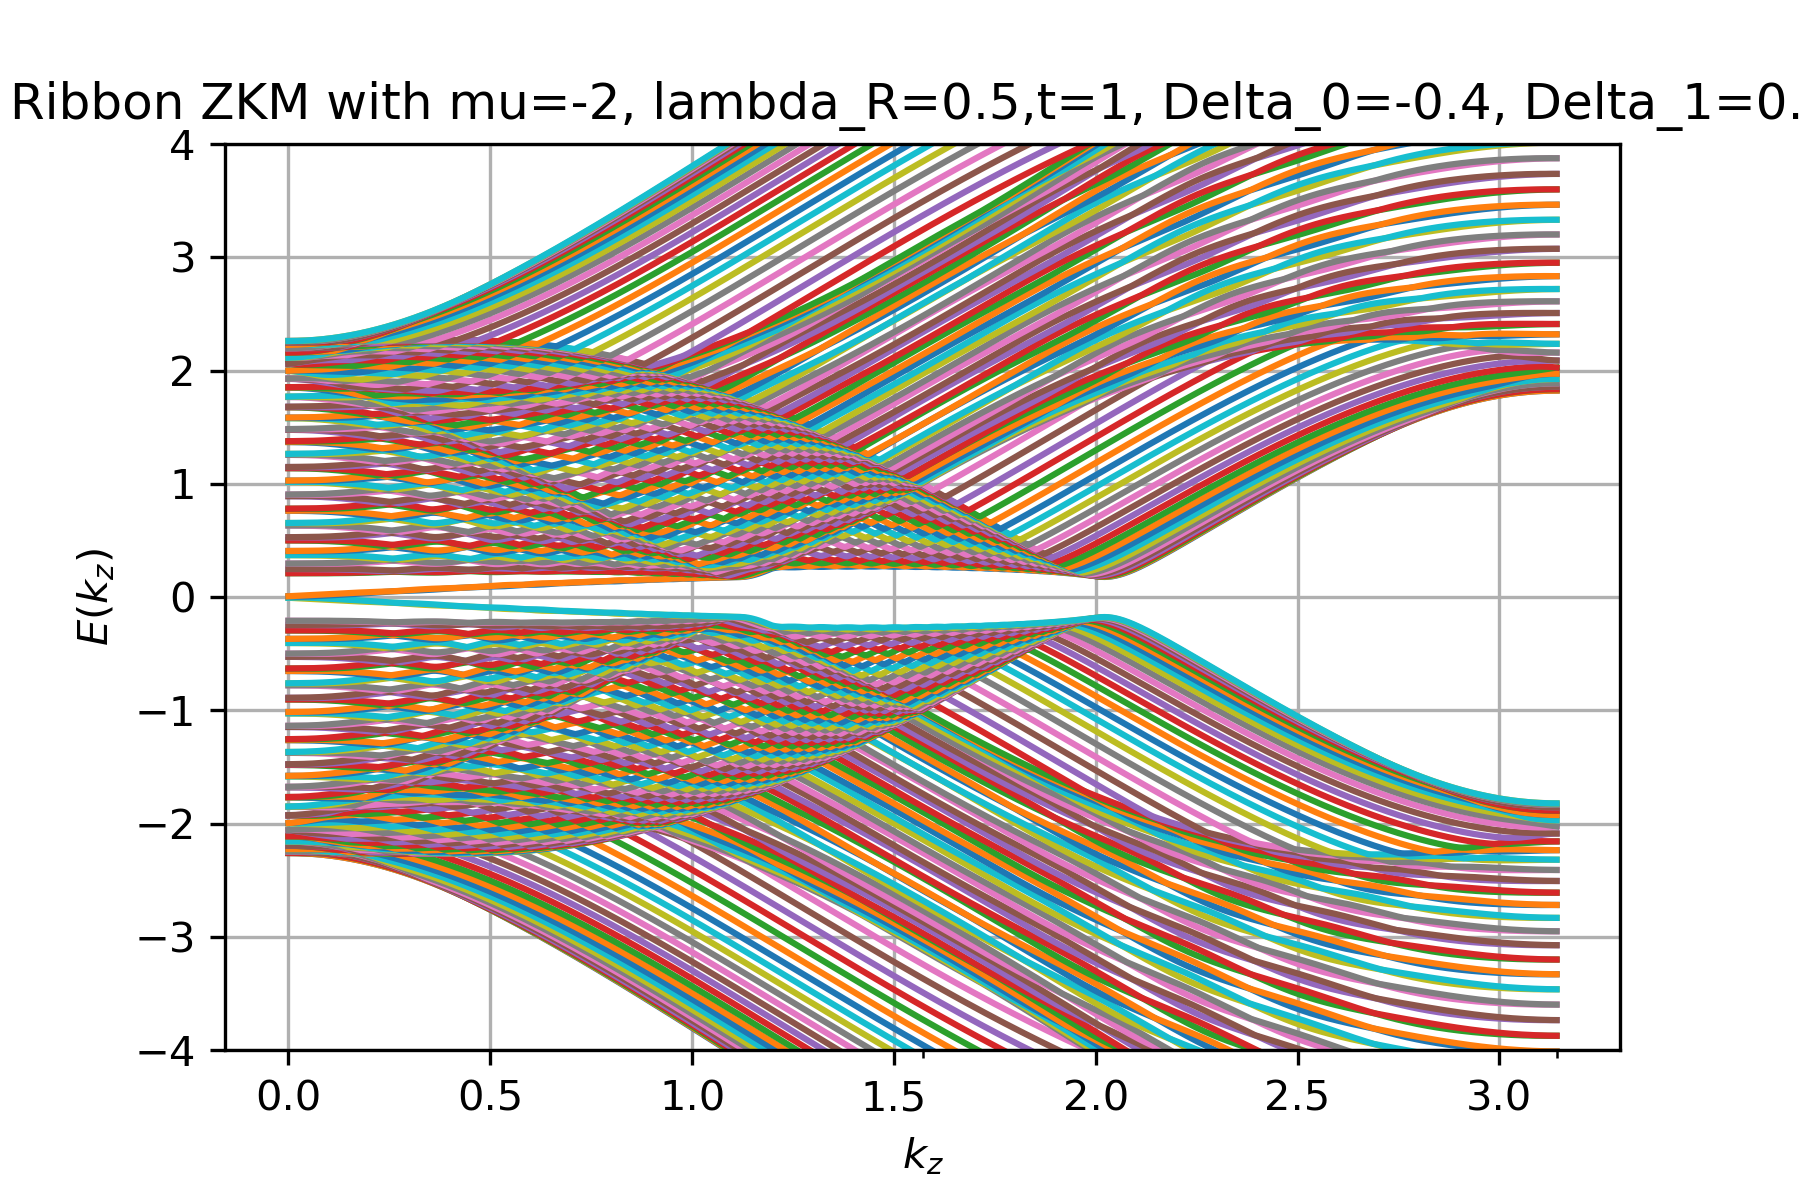 Ribbon ZKM with mu=-2, lambda_R=0.5,t=1, Delta_0=-0.4, Delta_1=0.
4
3
2
1
0
−1
−2
−3
−4
E(k_z)
0.0 0.5 1.0 1.5 2.0 2.5 3.0
k_z